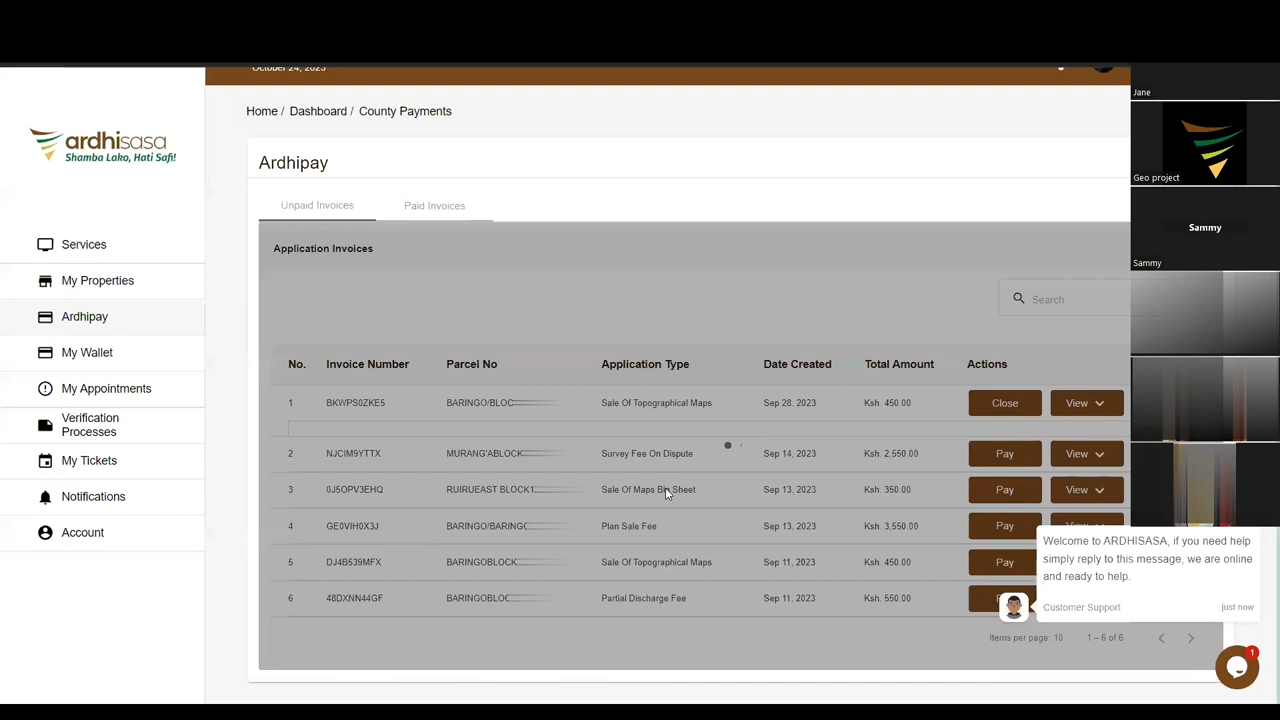 October 24, 2023
Home / Dashboard / County Payments
ardhisasa
Shamba Lako, Hati Safi!
Ardhipay
Unpaid Invoices Paid Invoices
Application Invoices
Search
Services
My Properties
Ardhipay
My Wallet
My Appointments
Verification
Processes
My Tickets
Notifications
Account
No. Invoice Number Parcel No Application Type Date Created Total Amount Actions
1 BKWPS0ZKE5 BARINGO/BLOC Sale Of Topographical Maps Sep 28, 2023 Ksh. 450.00 Close View
2 NJCIM9YTTX MURANG'ABLOCK Survey Fee On Dispute Sep 14, 2023 Ksh. 2,550.00 Pay View
3 0J5OPV3EHQ RUIRUEAST BLOCK1 Sale Of Maps Sheet Sep 13, 2023 Ksh. 350.00 Pay View
4 GE0VIH0X3J BARINGO/BARINGO Plan Sale Fee Sep 13, 2023 Ksh. 3,550.00 Pay View
5 DJ4B539MFX BARINGOBLOCK Sale Of Topographical Maps Sep 11, 2023 Ksh. 450.00 Pay
6 48DXNN44GF BARINGOBLOC Partial Discharge Fee Sep 11, 2023 Ksh. 550.00
Items per page: 10 1 – 6 of 6
Welcome to ARDHISASA, if you need help
simply reply to this message, we are online
and ready to help.
Customer Support just now
1
Jane
Geo project
Sammy
Sammy